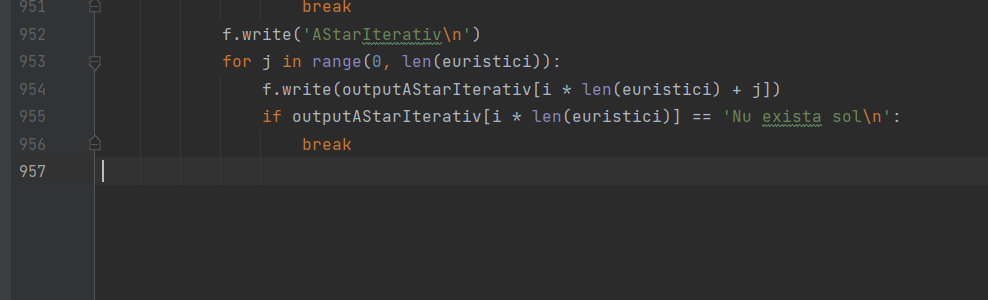 951 break
952 f.write('AStarIterativ\n')
953 for j in range(0, len(euristici)):
954 f.write(outputAStarIterativ[i * len(euristici) + j])
955 if outputAStarIterativ[i * len(euristici)] == 'Nu exista sol\n':
956 break
957